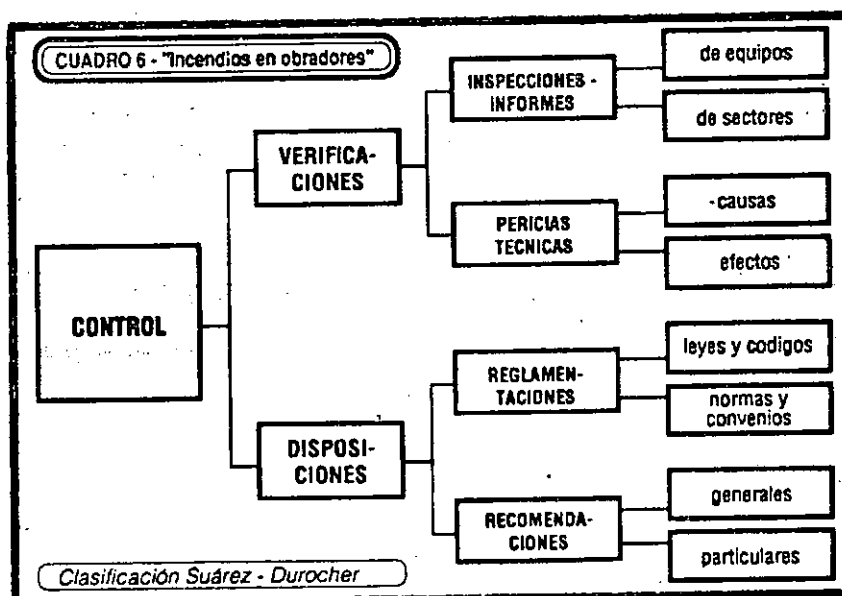 CUADRO 6 - "Incendios en obradores"
CONTROL
VERIFICA-
CIONES
INSPECCIONES -
INFORMES
de equipos
de sectores
PERICIAS
TECNICAS
-causas
efectos
DISPOSI-
CIONES
REGLAMEN-
TACIONES
leyes y codigos
normas y
convenios
RECOMENDA-
CIONES
generales
particulares
Clasificación Suárez - Durocher